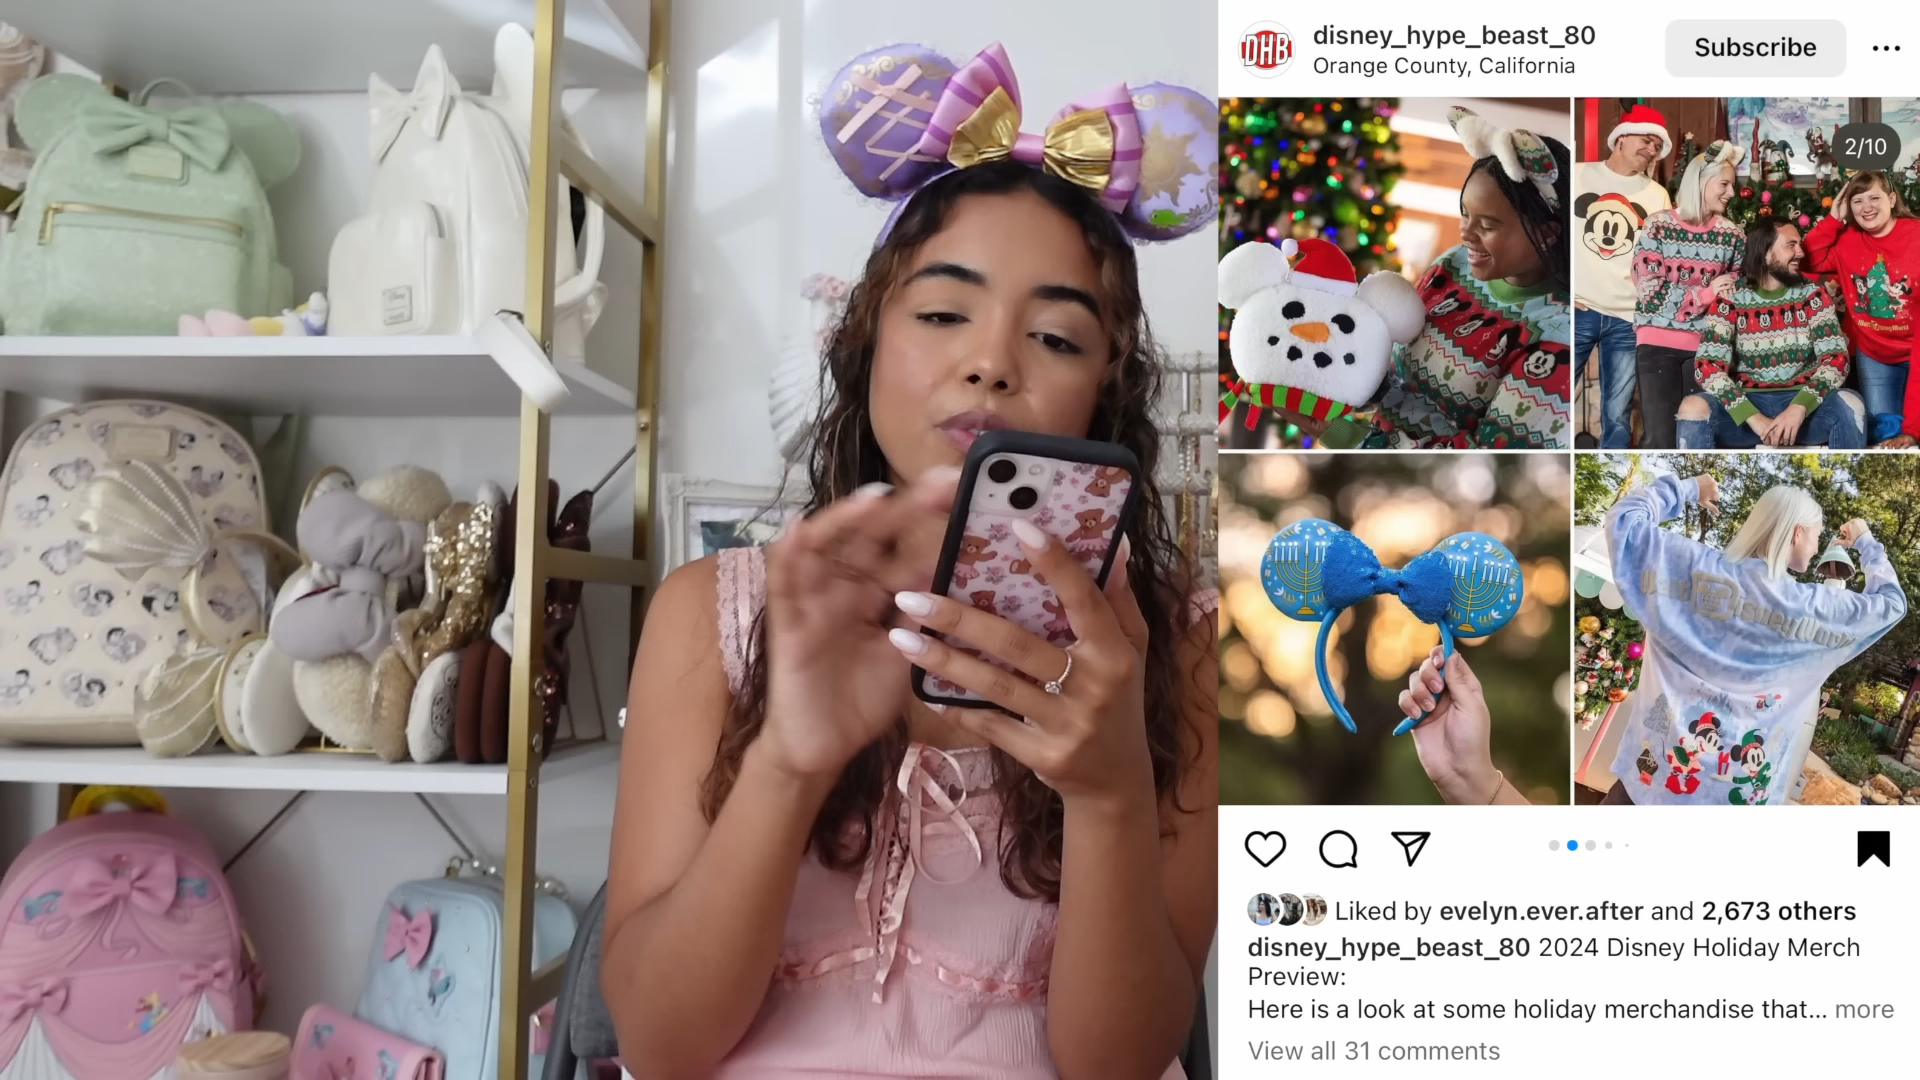 DHB
disney_hype_beast_80
Orange County, California
Subscribe
2/10
Liked by evelyn.ever.after and 2,673 others
disney_hype_beast_80 2024 Disney Holiday Merch
Preview:
Here is a look at some holiday merchandise that... more
View all 31 comments